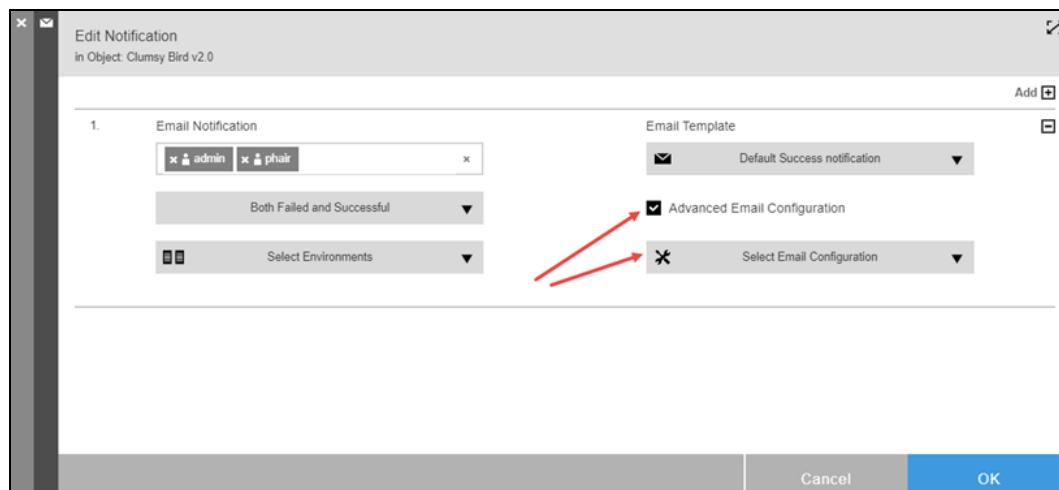 Edit Notification
in Object: Clumsy Bird v2.0
Add
1. Email Notification Email Template
admin phair Default Success notification
Both Failed and Successful Advanced Email Configuration
Select Environments Select Email Configuration
Cancel OK